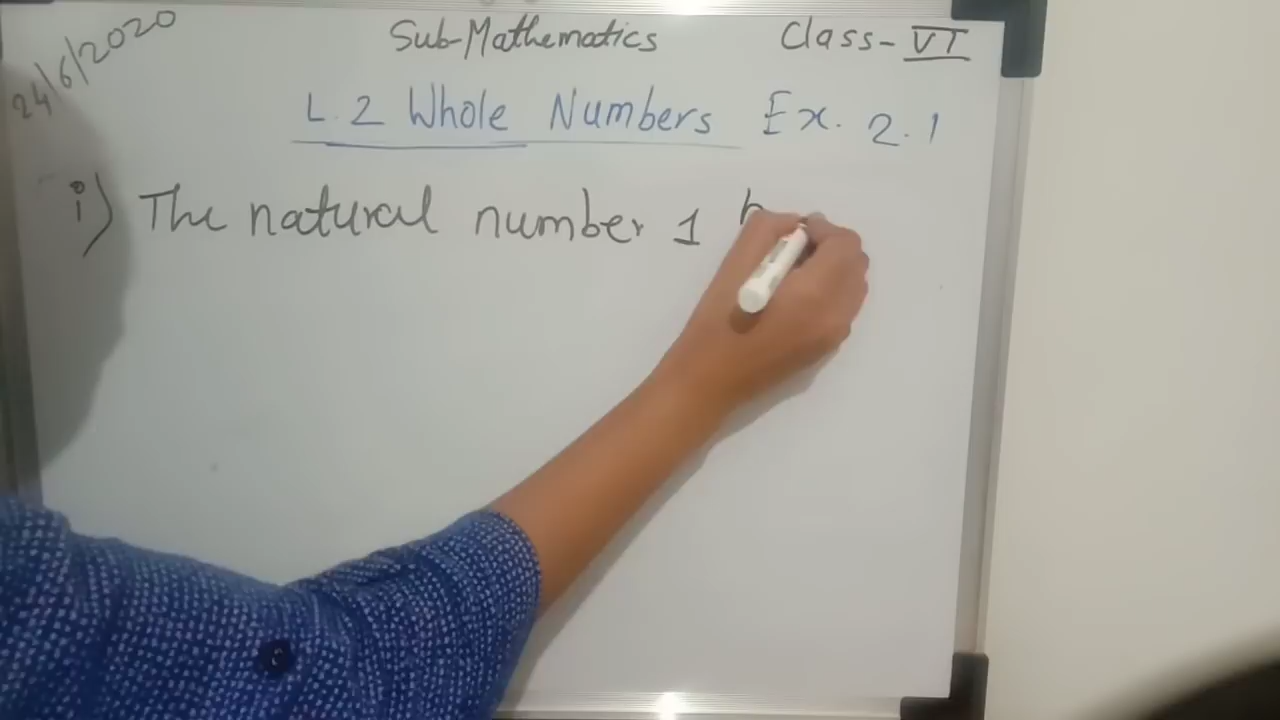 24/6/2020
Sub-Mathematics Class-VI
L.2 Whole Numbers Ex. 2.1
i) The natural number 1 h